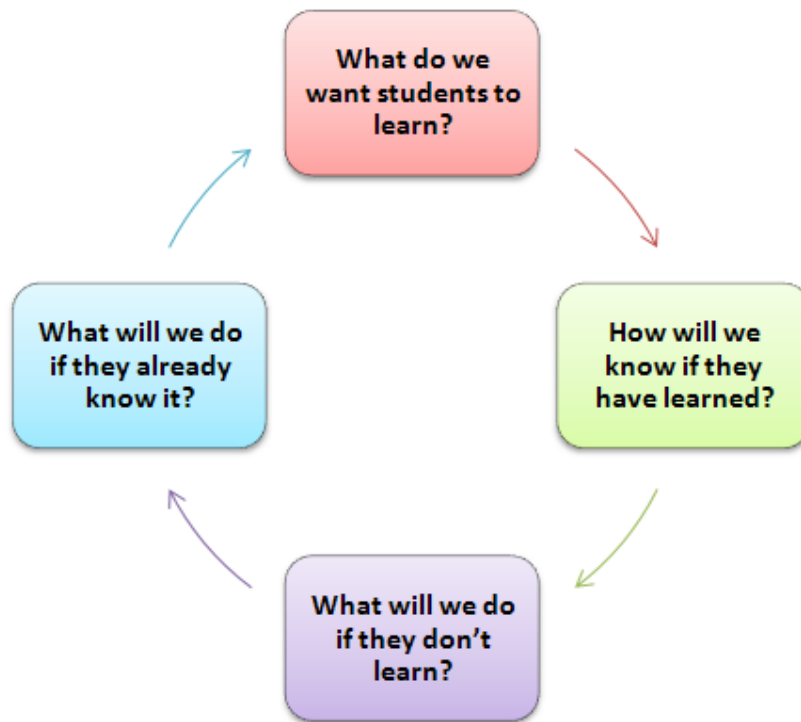 What do we
want students to
learn?
How will we
know if they
have learned?
What will we do
if they don’t
learn?
What will we do
if they already
know it?